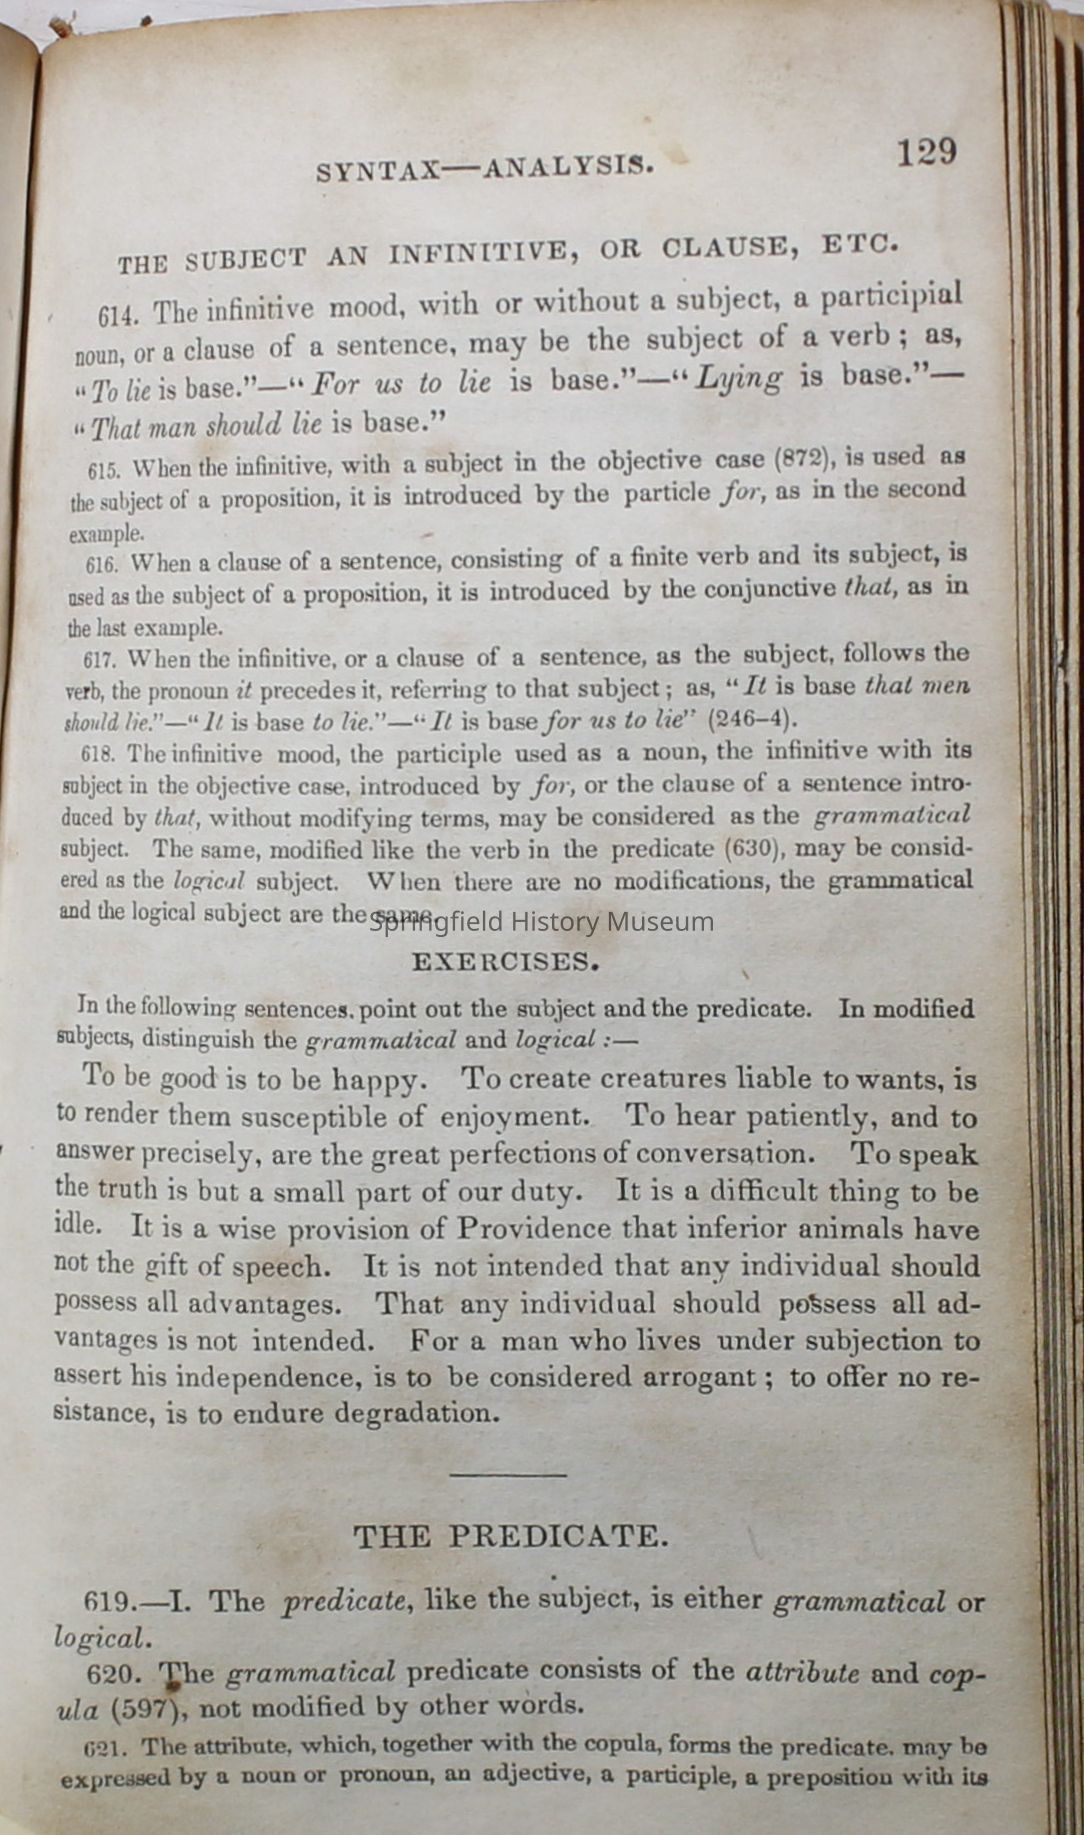 SYNTAX—ANALYSIS. 129
THE SUBJECT AN INFINITIVE, OR CLAUSE, ETC.
614. The infinitive mood, with or without a subject, a participial
noun, or a clause of a sentence, may be the subject of a verb; as,
"To lie is base."—"For us to lie is base."—"Lying is base."—
"That man should lie is base."
615. When the infinitive, with a subject in the objective case (872), is used as
the subject of a proposition, it is introduced by the particle for, as in the second
example.
616. When a clause of a sentence, consisting of a finite verb and its subject, is
used as the subject of a proposition, it is introduced by the conjunctive that, as in
the last example.
617. When the infinitive, or a clause of a sentence, as the subject, follows the
verb, the pronoun it precedes it, referring to that subject; as, "It is base that men
should lie."—"It is base to lie."—"It is base for us to lie" (246-4).
618. The infinitive mood, the participle used as a noun, the infinitive with its
subject in the objective case, introduced by for, or the clause of a sentence intro-
duced by that, without modifying terms, may be considered as the grammatical
subject. The same, modified like the verb in the predicate (630), may be consid-
ered as the logical subject. When there are no modifications, the grammatical
and the logical subject are the same.
Springfield History Museum
EXERCISES.
In the following sentences, point out the subject and the predicate. In modified
subjects, distinguish the grammatical and logical:—
To be good is to be happy. To create creatures liable to wants, is
to render them susceptible of enjoyment. To hear patiently, and to
answer precisely, are the great perfections of conversation. To speak
the truth is but a small part of our duty. It is a difficult thing to be
idle. It is a wise provision of Providence that inferior animals have
not the gift of speech. It is not intended that any individual should
possess all advantages. That any individual should possess all ad-
vantages is not intended. For a man who lives under subjection to
assert his independence, is to be considered arrogant; to offer no re-
sistance, is to endure degradation.
THE PREDICATE.
619.—I. The predicate, like the subject, is either grammatical or
logical.
620. The grammatical predicate consists of the attribute and cop-
ula (597), not modified by other words.
621. The attribute, which, together with the copula, forms the predicate, may be
expressed by a noun or pronoun, an adjective, a participle, a preposition with its